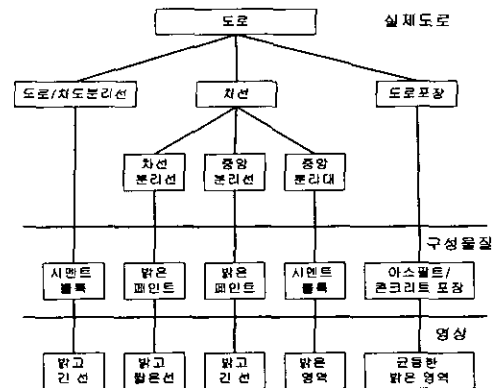 도로
실제도로
도로/차도분리선
차선
도로포장
차선
분리선
중앙
분리선
중앙
분리대
구성물질
시멘트
블록
밝은
페인트
밝은
페인트
시멘트
블록
아스팔트/
콘크리트 포장
영상
밝고
긴 선
밝고
짧은선
밝고
긴 선
밝은
영역
균등한
밝은 영역